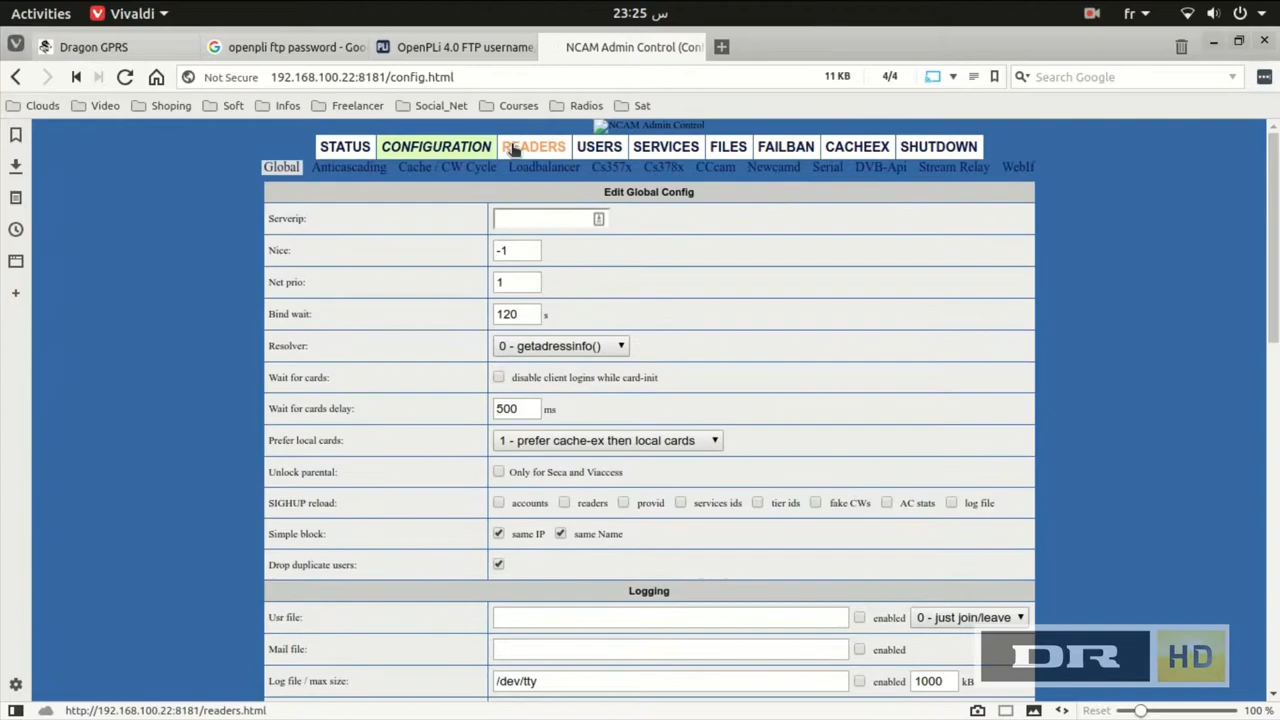 Activities Vivaldi 23:25 س fr
Dragon GPRS openpli ftp password - Goo OpenPLi 4.0 FTP username, NCAM Admin Control (Con
Not Secure 192.168.100.22:8181/config.html 11 KB 4/4 Search Google
Clouds Video Shoping Soft Infos Freelancer Social_Net Courses Radios Sat
NCAM Admin Control
STATUS CONFIGURATION READERS USERS SERVICES FILES FAILBAN CACHEEX SHUTDOWN
Global Anticascading Cache / CW Cycle Loadbalancer Cs357x Cs378x CCcam Newcamd Serial DVB-Api Stream Relay WebIf
Edit Global Config
Serverip:
Nice: -1
Net prio: 1
Bind wait: 120 s
Resolver: 0 - getadressinfo()
Wait for cards: disable client logins while card-init
Wait for cards delay: 500 ms
Prefer local cards: 1 - prefer cache-ex then local cards
Unlock parental: Only for Seca and Viaccess
SIGHUP reload: accounts readers provid services ids tier ids fake CWs AC stats log file
Simple block: same IP same Name
Drop duplicate users:
Logging
Usr file: enabled 0 - just join/leave
Mail file: enabled
Log file / max size: /dev/tty enabled 1000 kB
DR HD
http://192.168.100.22:8181/readers.html Reset 100 %